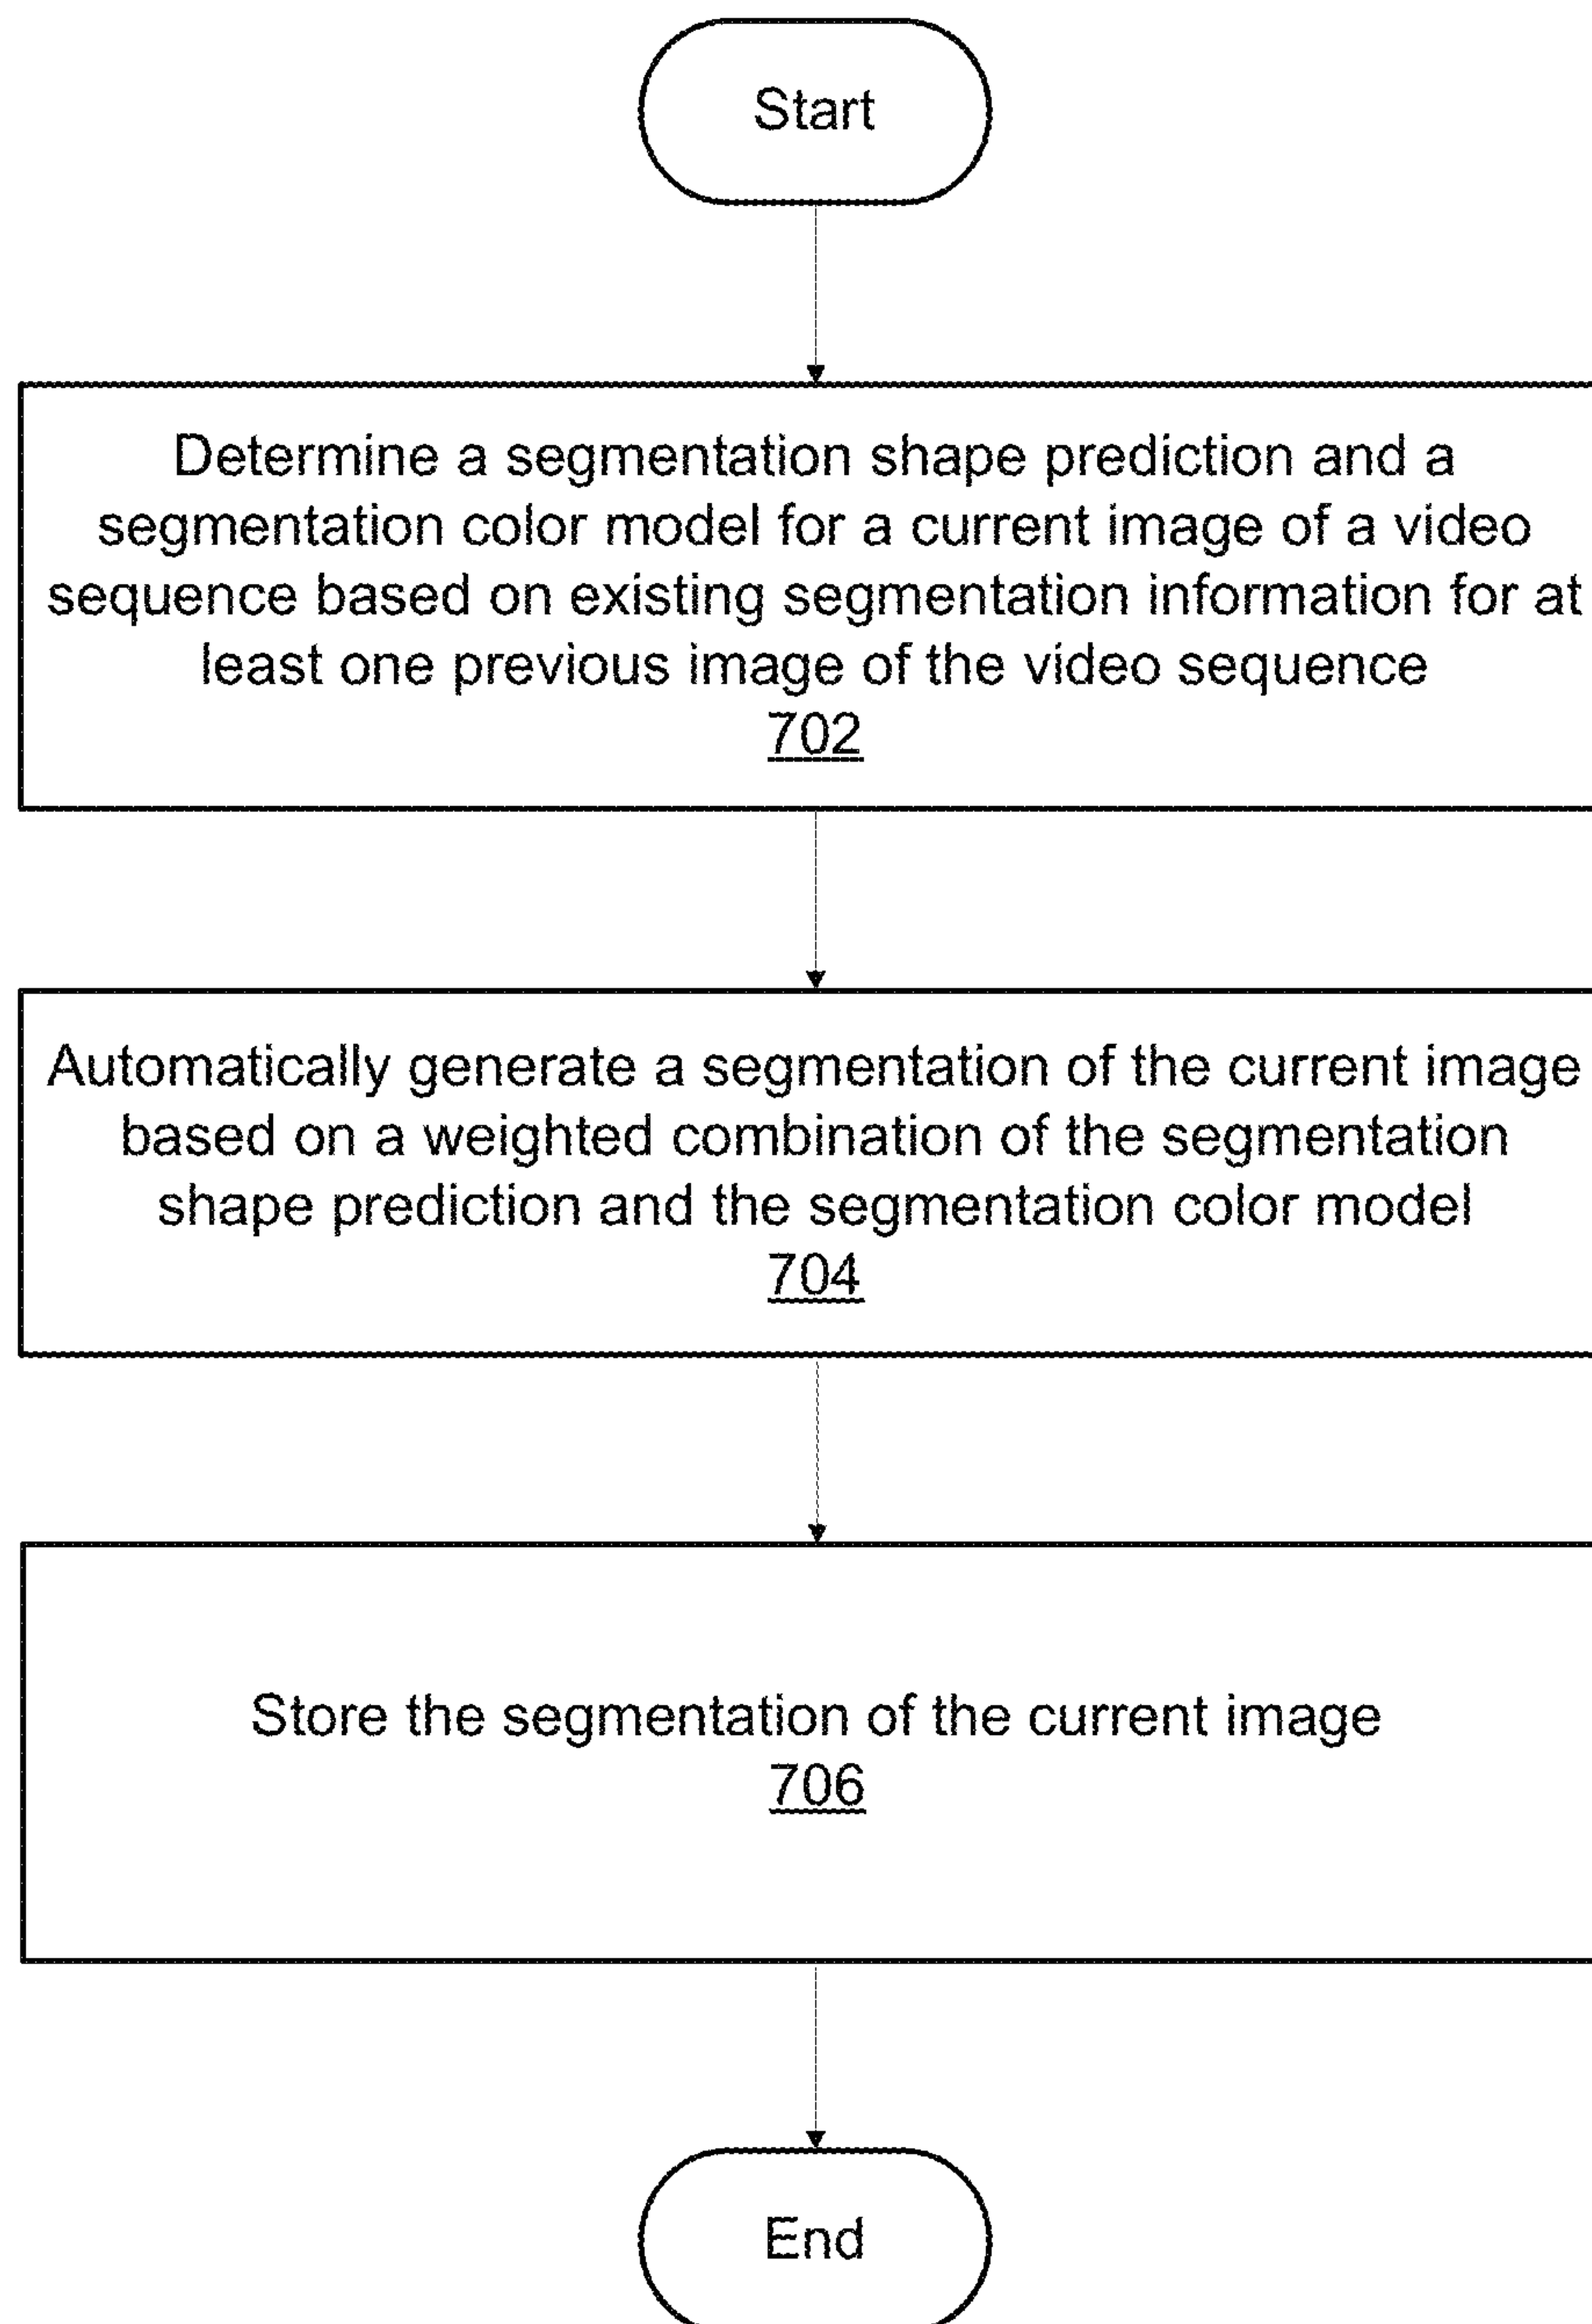 Start
Determine a segmentation shape prediction and a
segmentation color model for a current image of a video
sequence based on existing segmentation information for at
least one previous image of the video sequence
702
Automatically generate a segmentation of the current image
based on a weighted combination of the segmentation
shape prediction and the segmentation color model
704
Store the segmentation of the current image
706
End